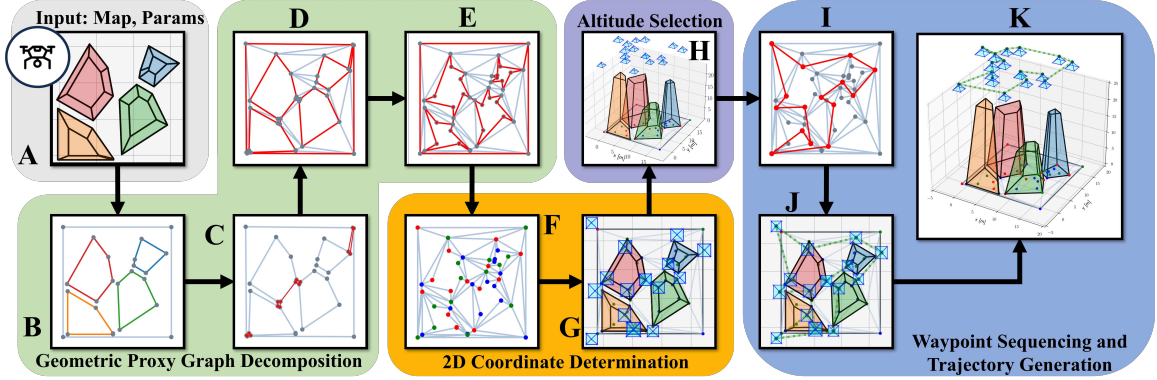 Input: Map, Params
A
D
E
Altitude Selection
H
I
K
B
C
Geometric Proxy Graph Decomposition
F
G
2D Coordinate Determination
J
Waypoint Sequencing and
Trajectory Generation